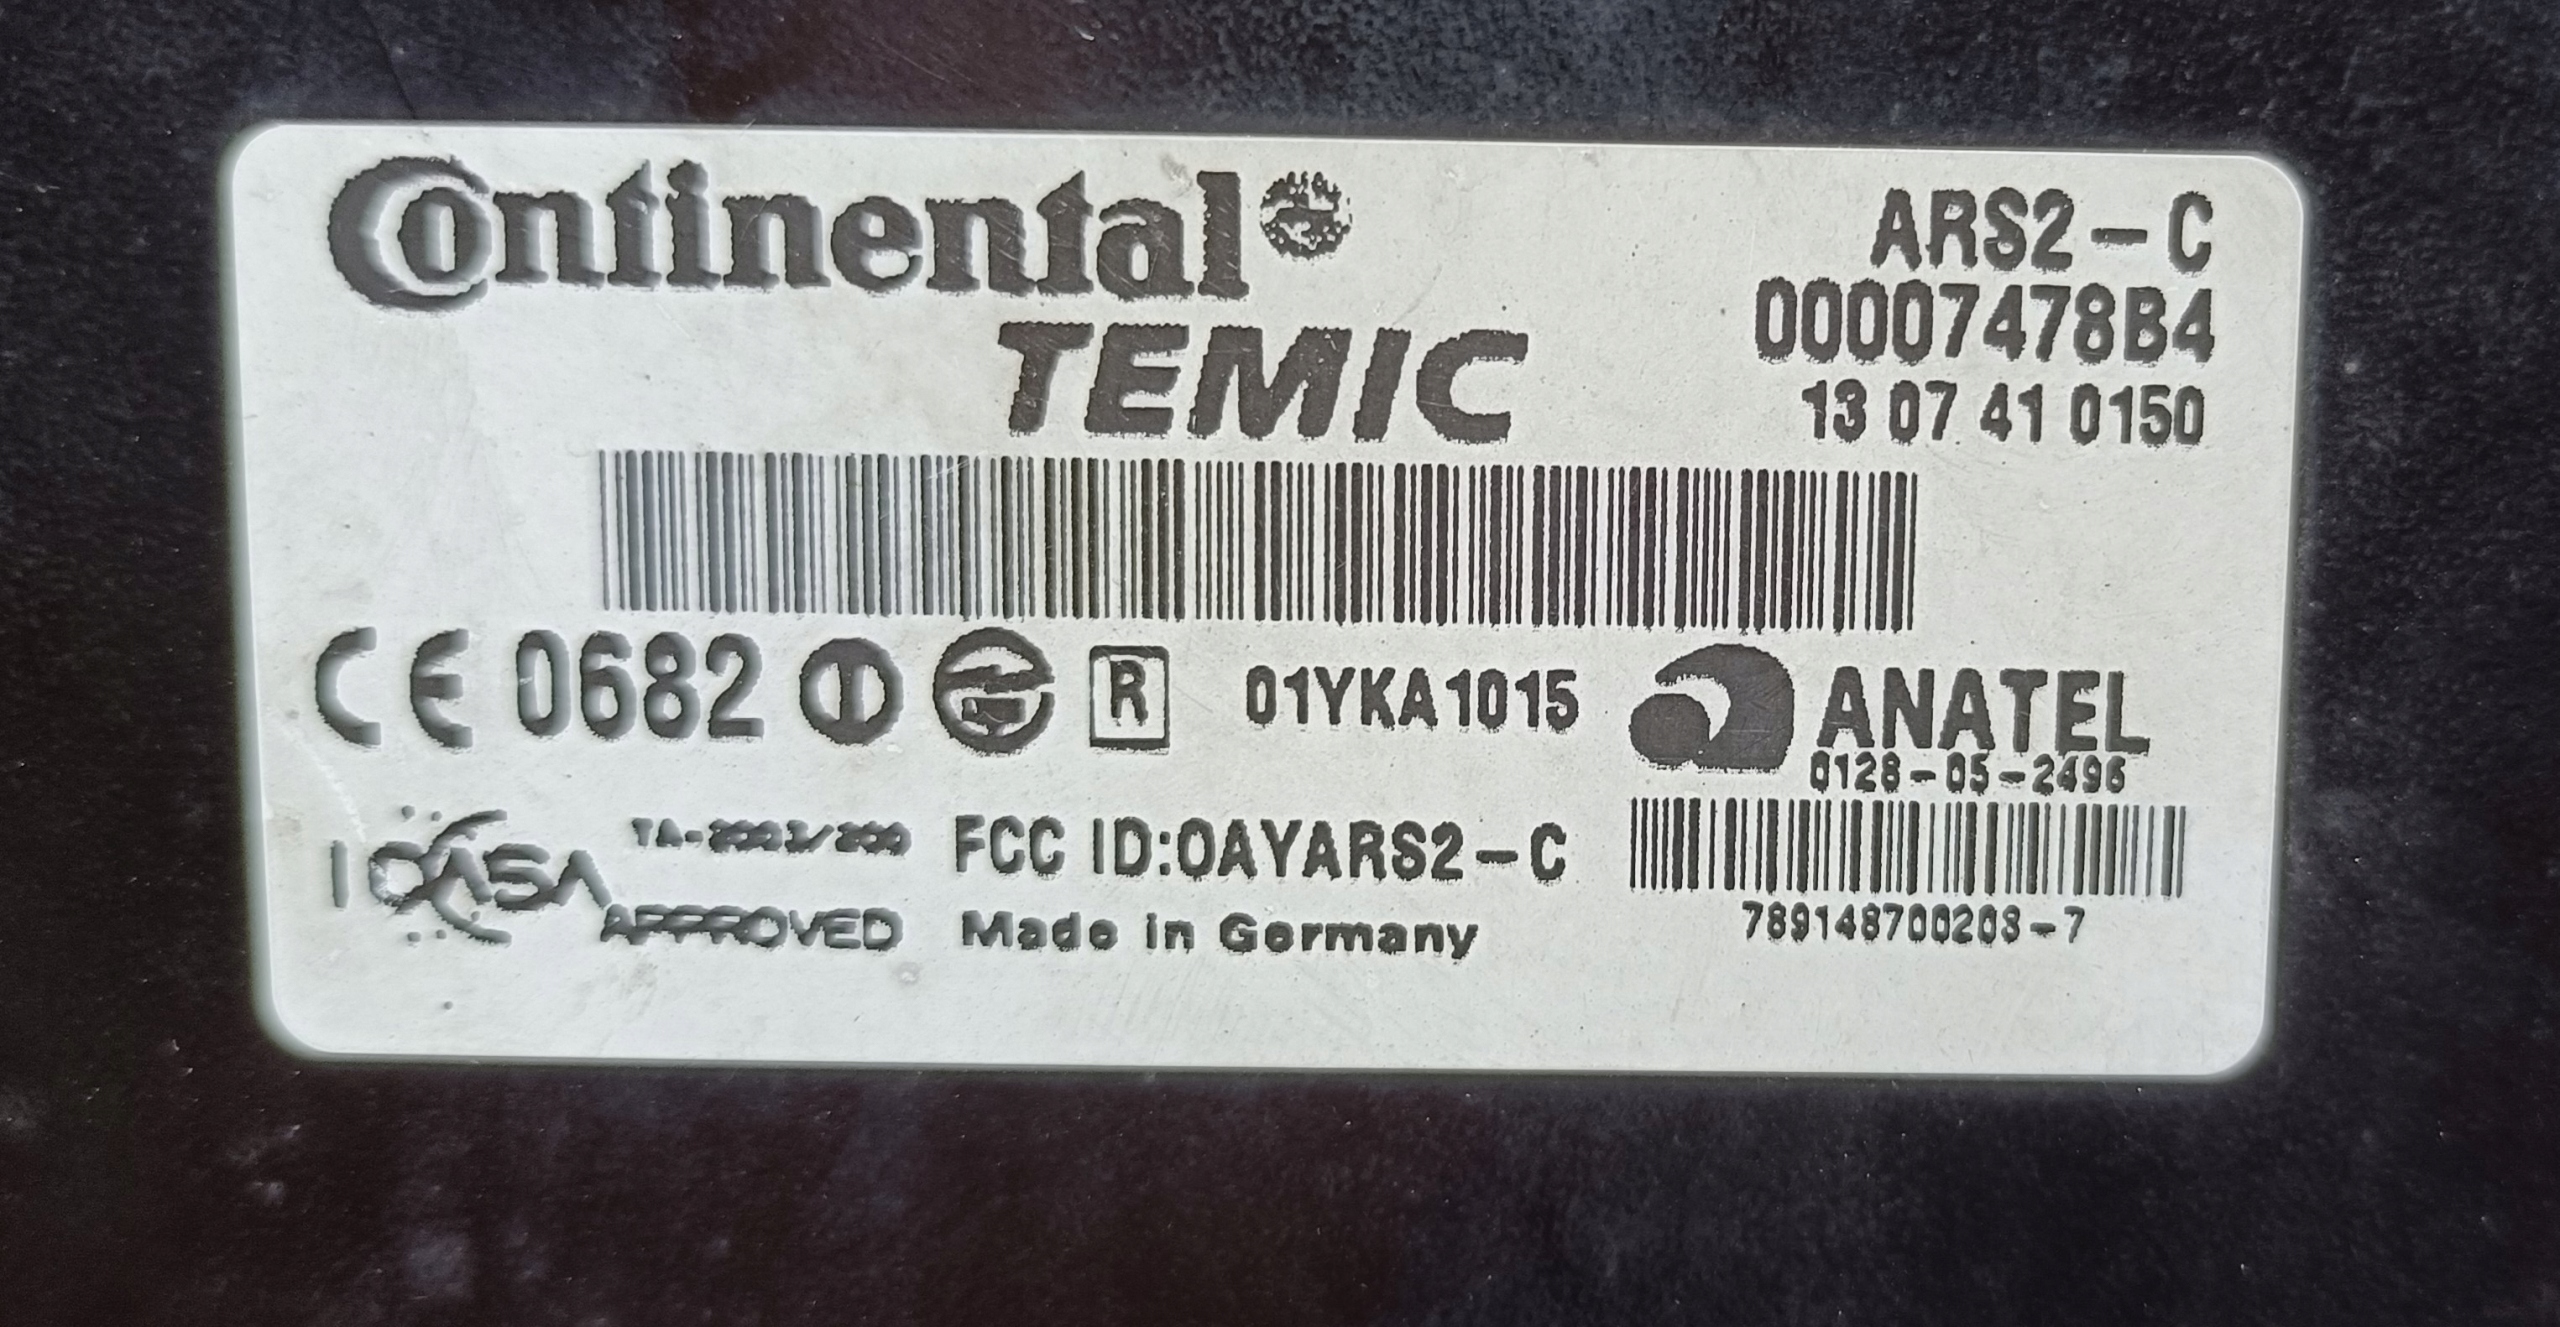 Continental
TEMIC
ARS2-C
00007478B4
13 07 41 0150
CE 0682
R
01YKA1015
ANATEL
0128-05-2496
ICASA
APPROVED
FCC ID:OAYARS2-C
Made in Germany
789148700208-7